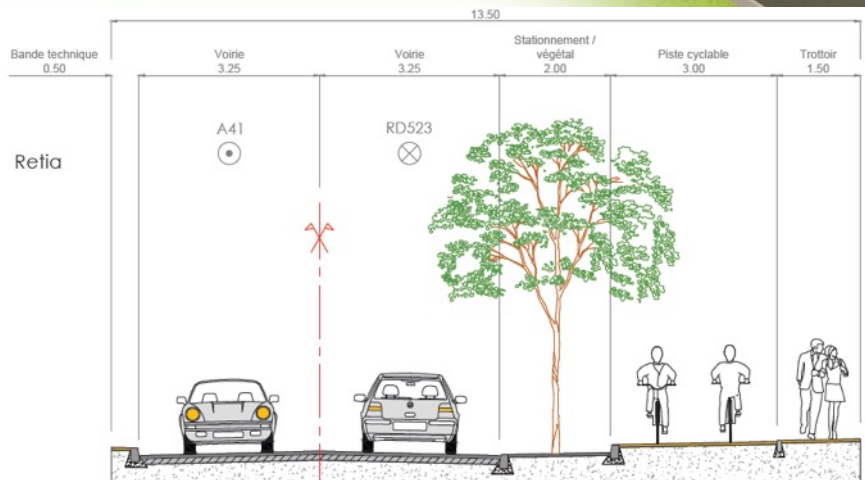 13.50
Bande technique
0.50
Voirie
3.25
Voirie
3.25
Stationnement /
végétal
2.00
Piste cyclable
3.00
Trottoir
1.50
A41
RD523
Retia